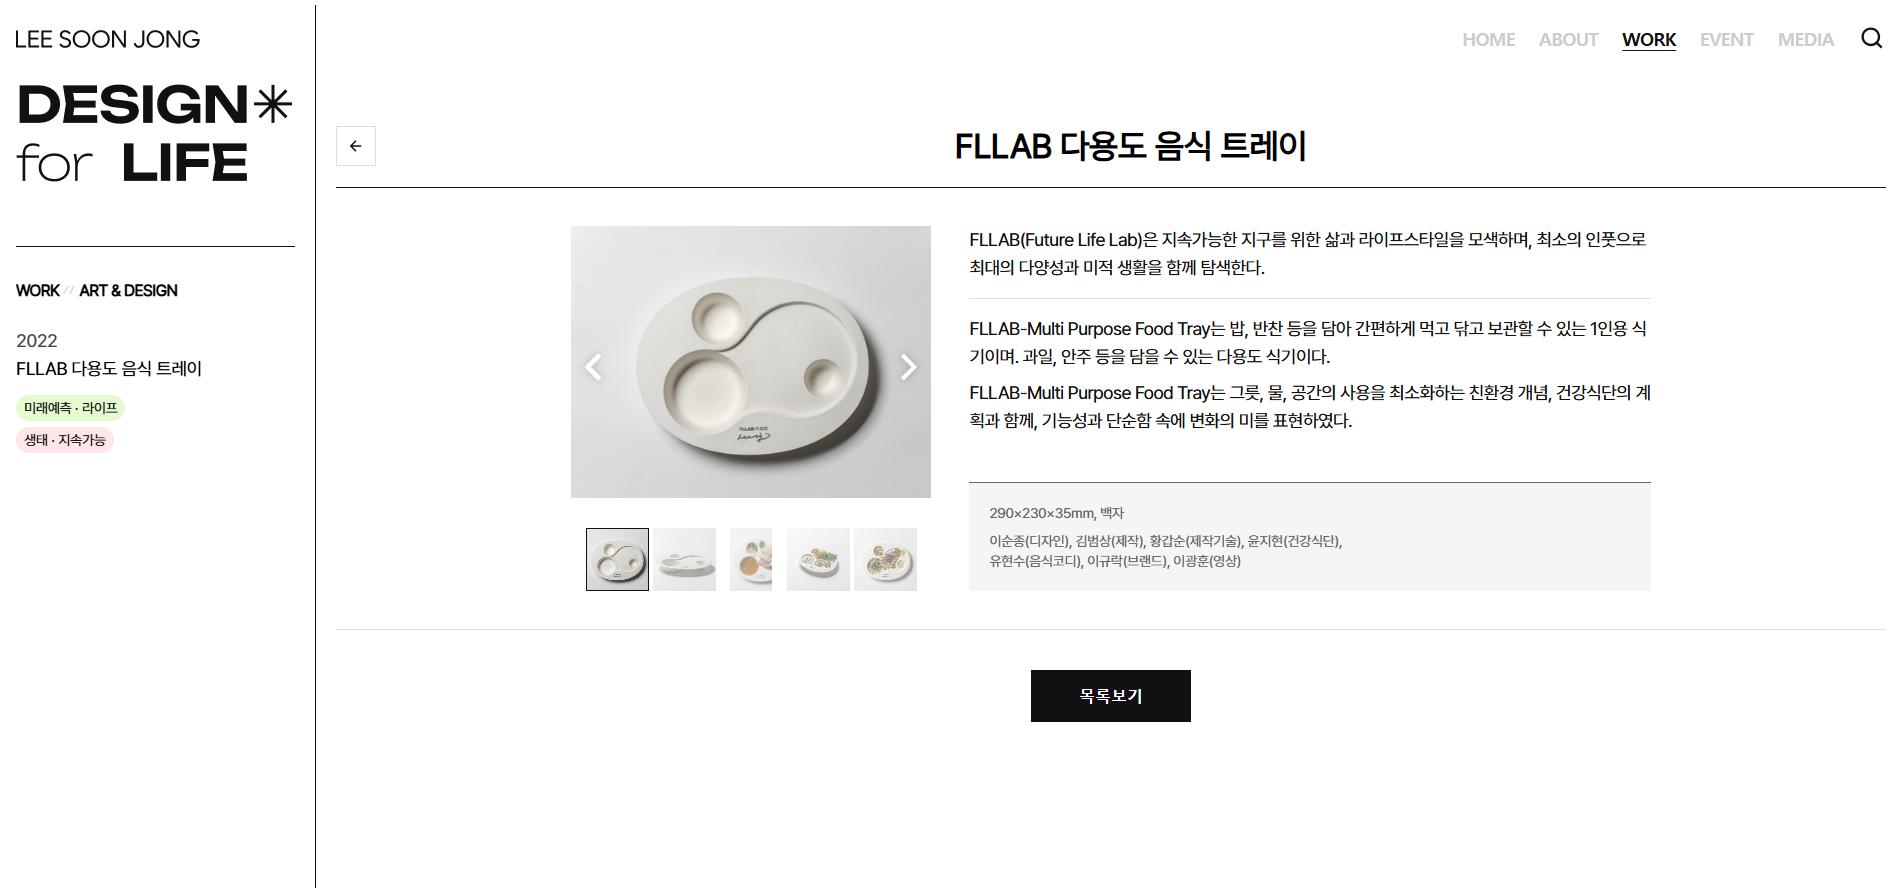 LEE SOON JONG
HOME ABOUT WORK EVENT MEDIA
DESIGN
for LIFE
FLLAB 다용도 음식 트레이
WORK // ART & DESIGN
2022
FLLAB 다용도 음식 트레이
미래예측 · 라이프
생태 · 지속가능
FLLAB(Future Life Lab)은 지속가능한 지구를 위한 삶과 라이프스타일을 모색하며, 최소의 인풋으로
최대의 다양성과 미적 생활을 함께 탐색한다.
FLLAB-Multi Purpose Food Tray는 밥, 반찬 등을 담아 간편하게 먹고 닦고 보관할 수 있는 1인용 식
기이며. 과일, 안주 등을 담을 수 있는 다용도 식기이다.
FLLAB-Multi Purpose Food Tray는 그릇, 물, 공간의 사용을 최소화하는 친환경 개념, 건강식단의 계
획과 함께, 기능성과 단순함 속에 변화의 미를 표현하였다.
290×230×35mm, 백자
이순종(디자인), 김범상(제작), 황갑순(제작기술), 윤지현(건강식단),
유현수(음식코디), 이규락(브랜드), 이광훈(영상)
목록보기